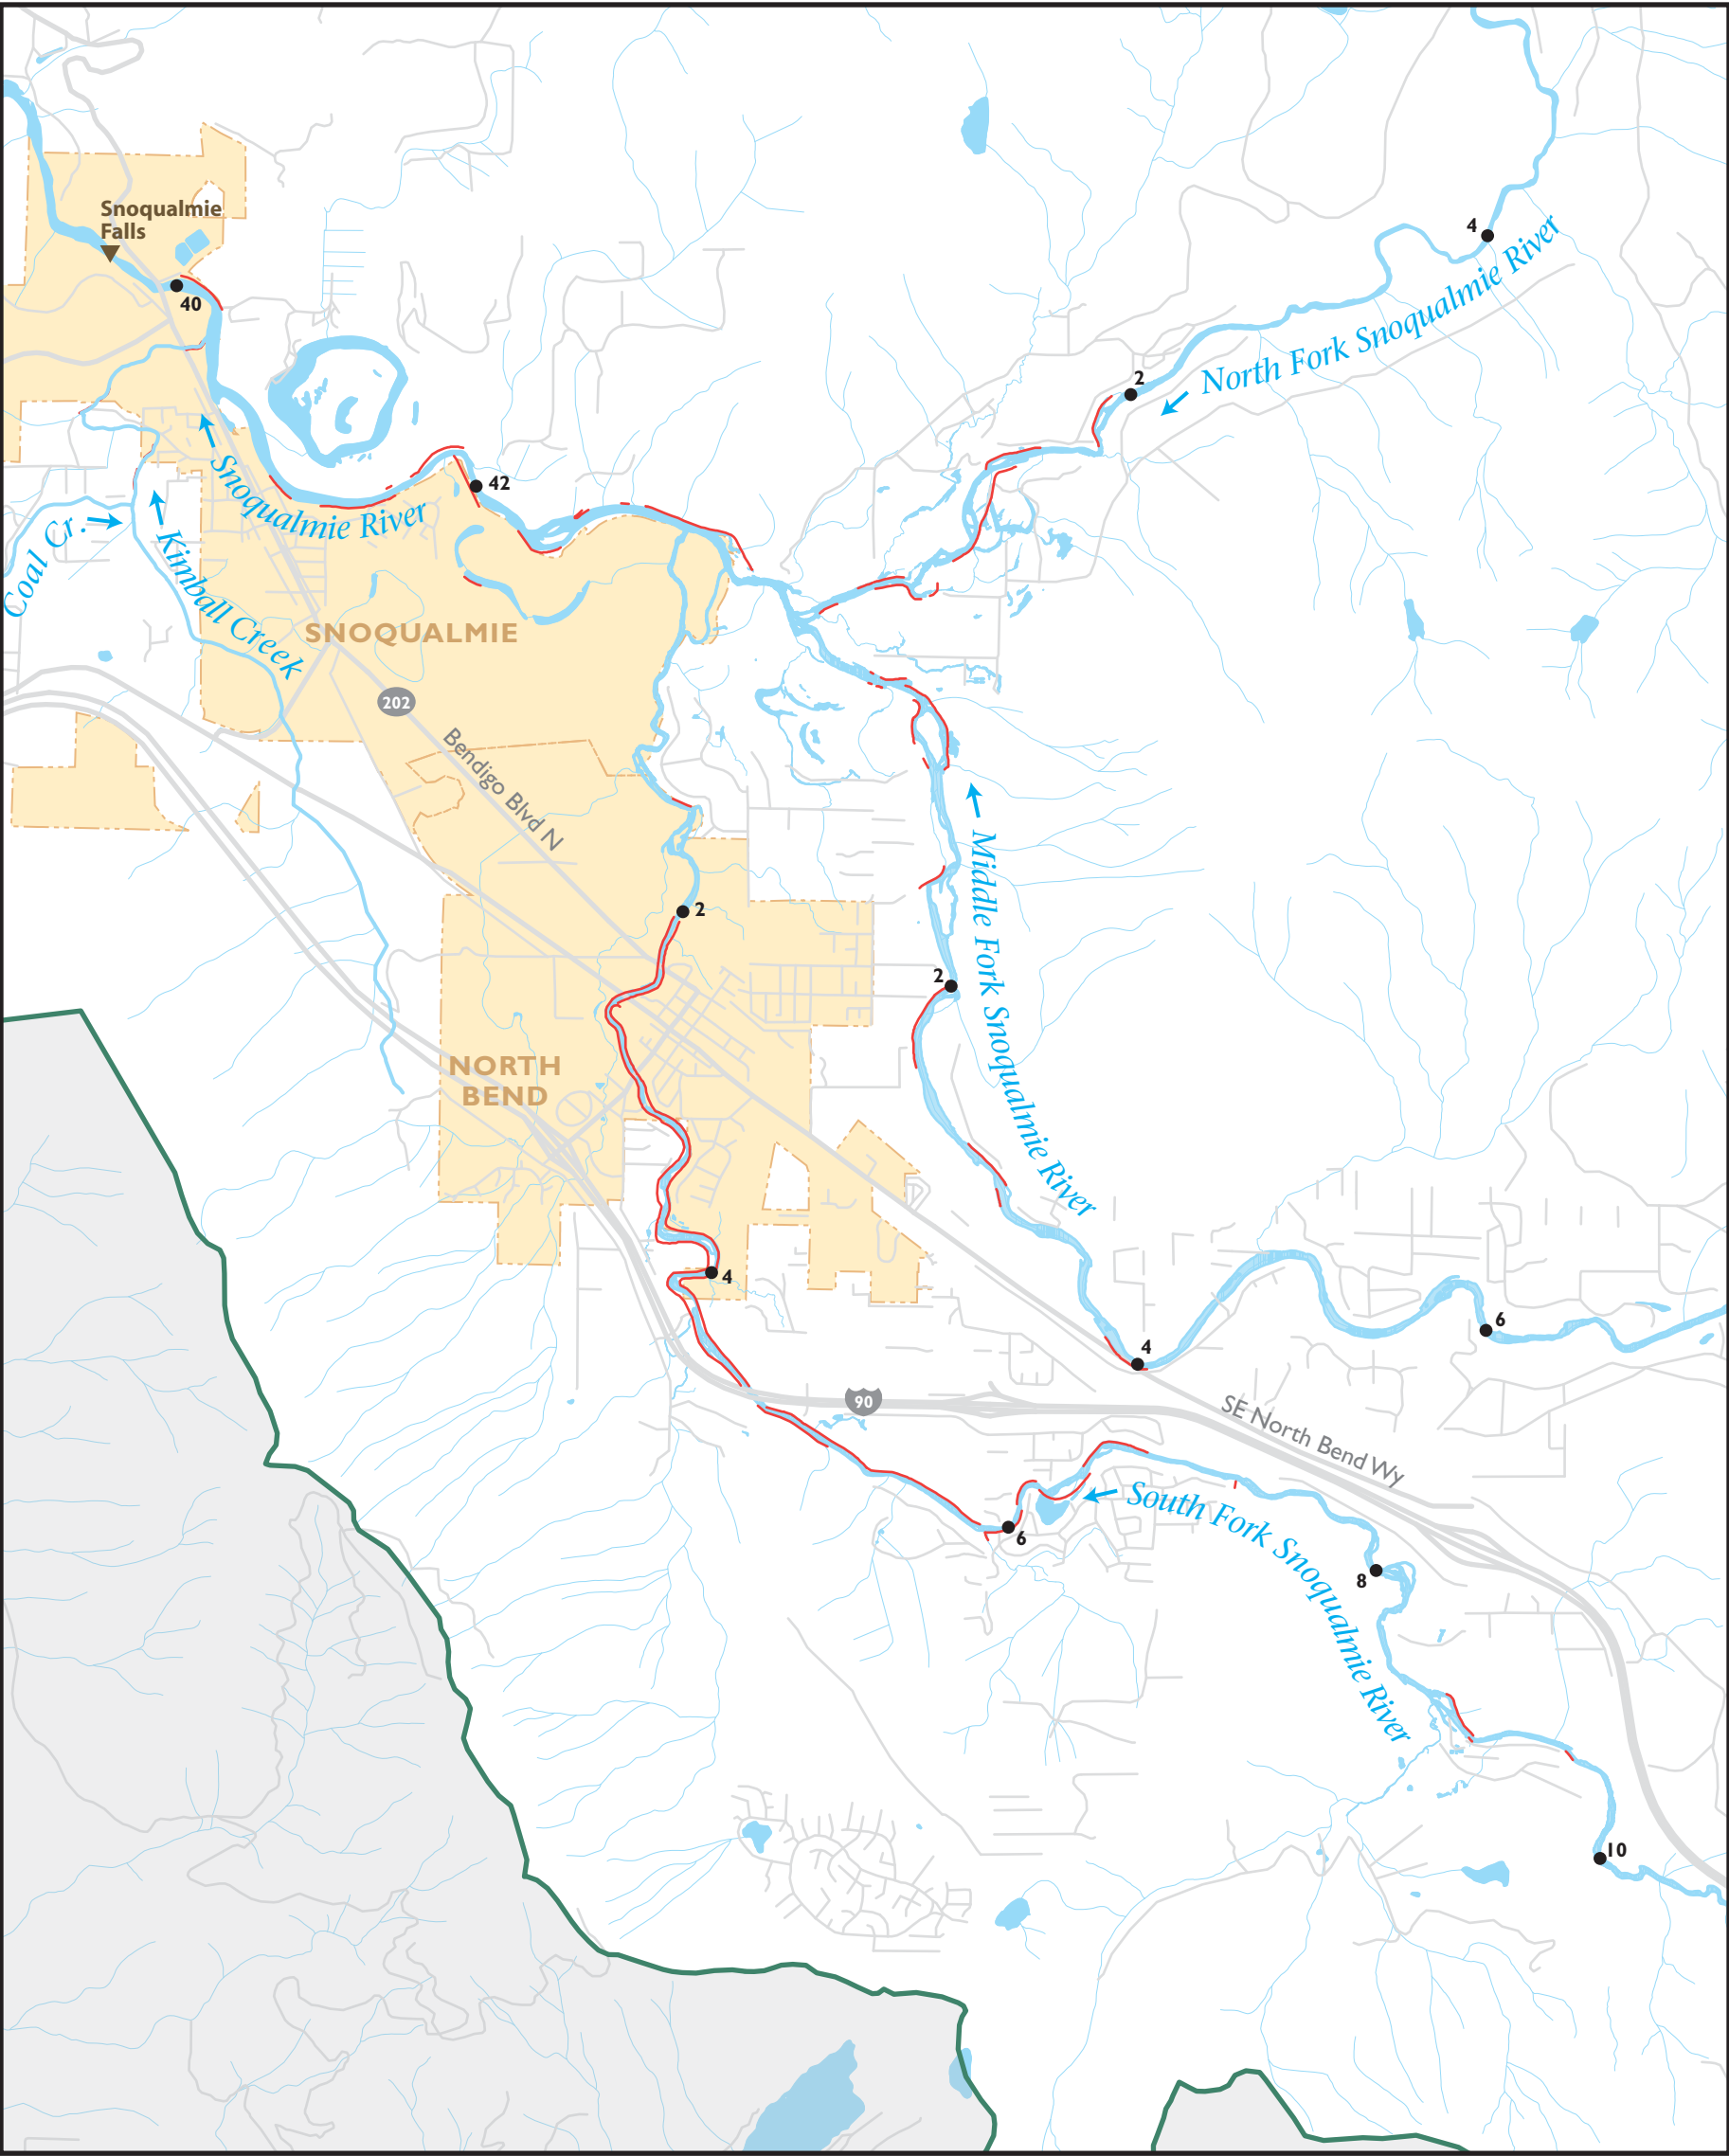 Snoqualmie
Falls
4
40
2
North Fork Snoqualmie River
42
Snoqualmie River
Coal Cr.
Kimball Creek
SNOQUALMIE
202
Bendigo Blvd N
Middle Fork Snoqualmie River
2
2
NORTH
BEND
4
6
4
90
SE North Bend Wy
South Fork Snoqualmie River
6
8
10